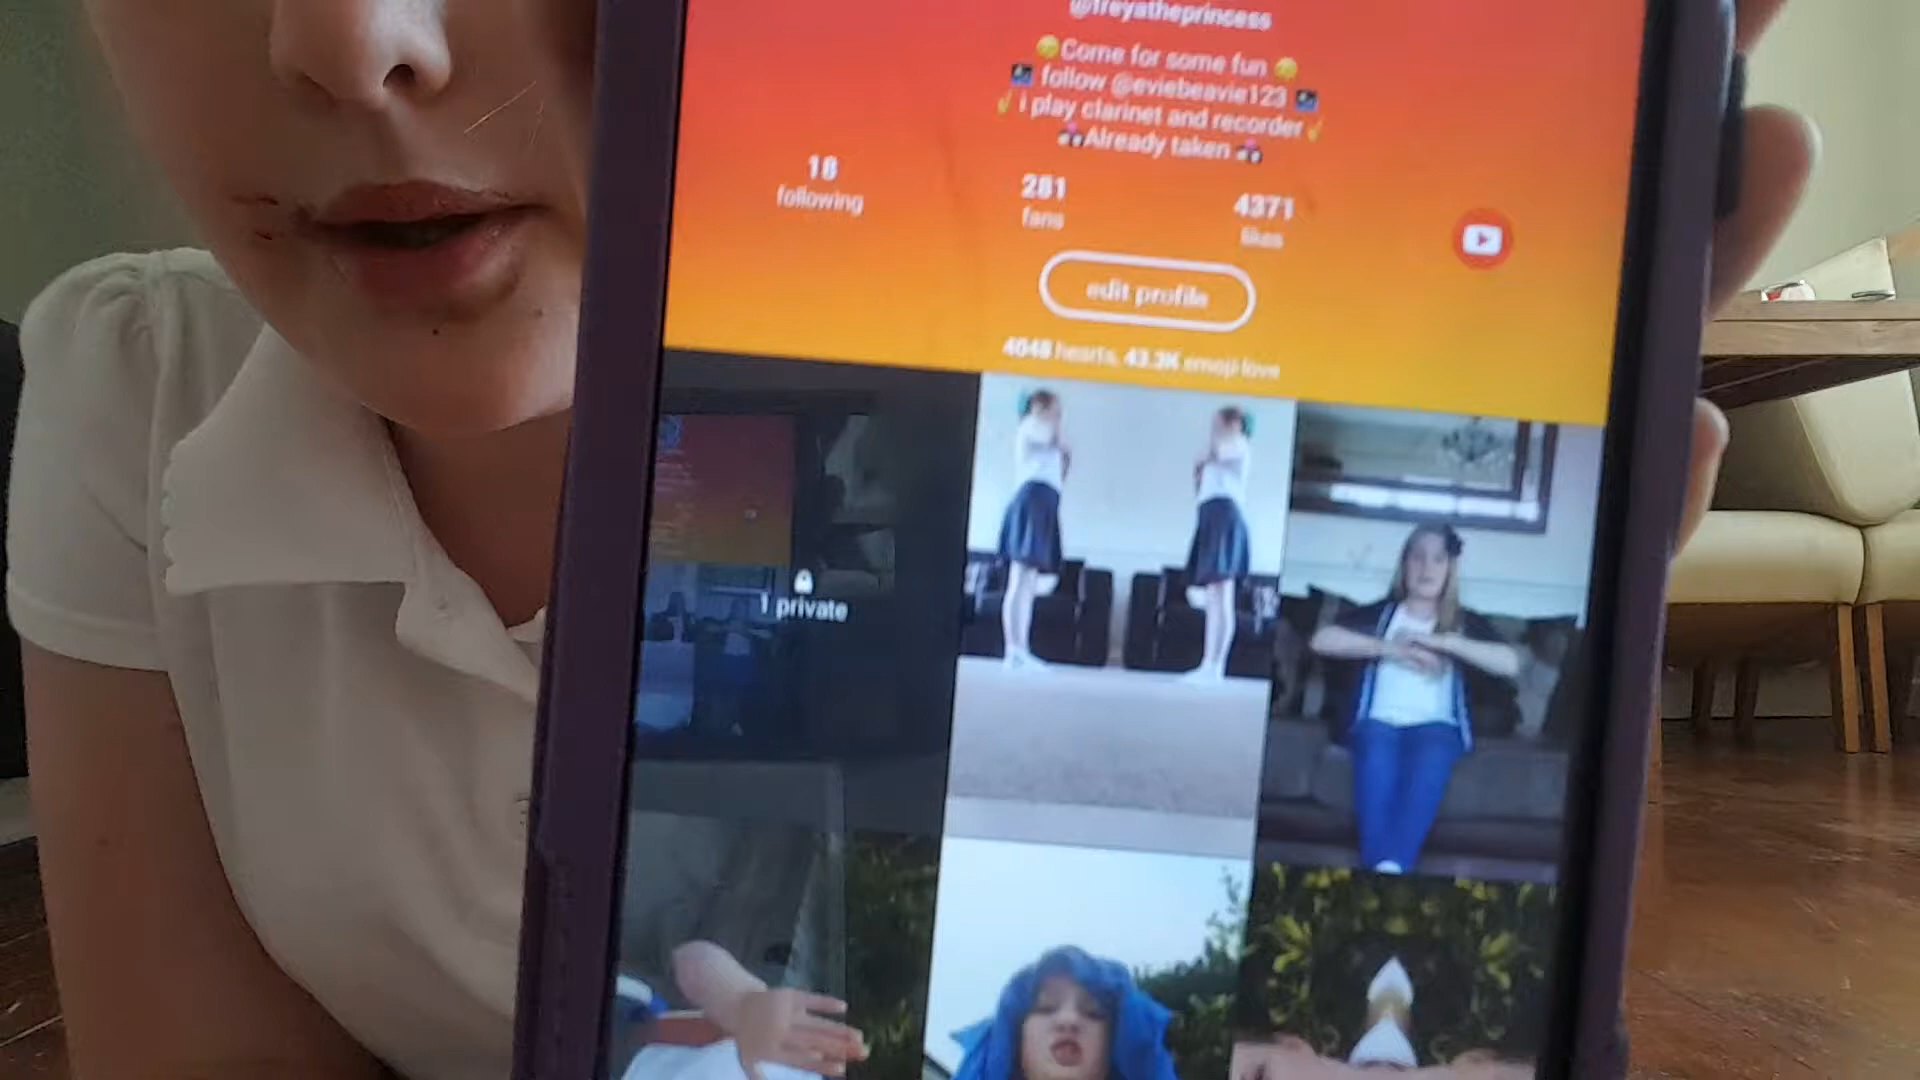 @freyatheprincess
Come for some fun
follow @eviebeavie123
i play clarinet and recorder
Already taken
18
following
281
fans
4371
likes
edit profile
4048 hearts, 43.3K emoji love
1 private